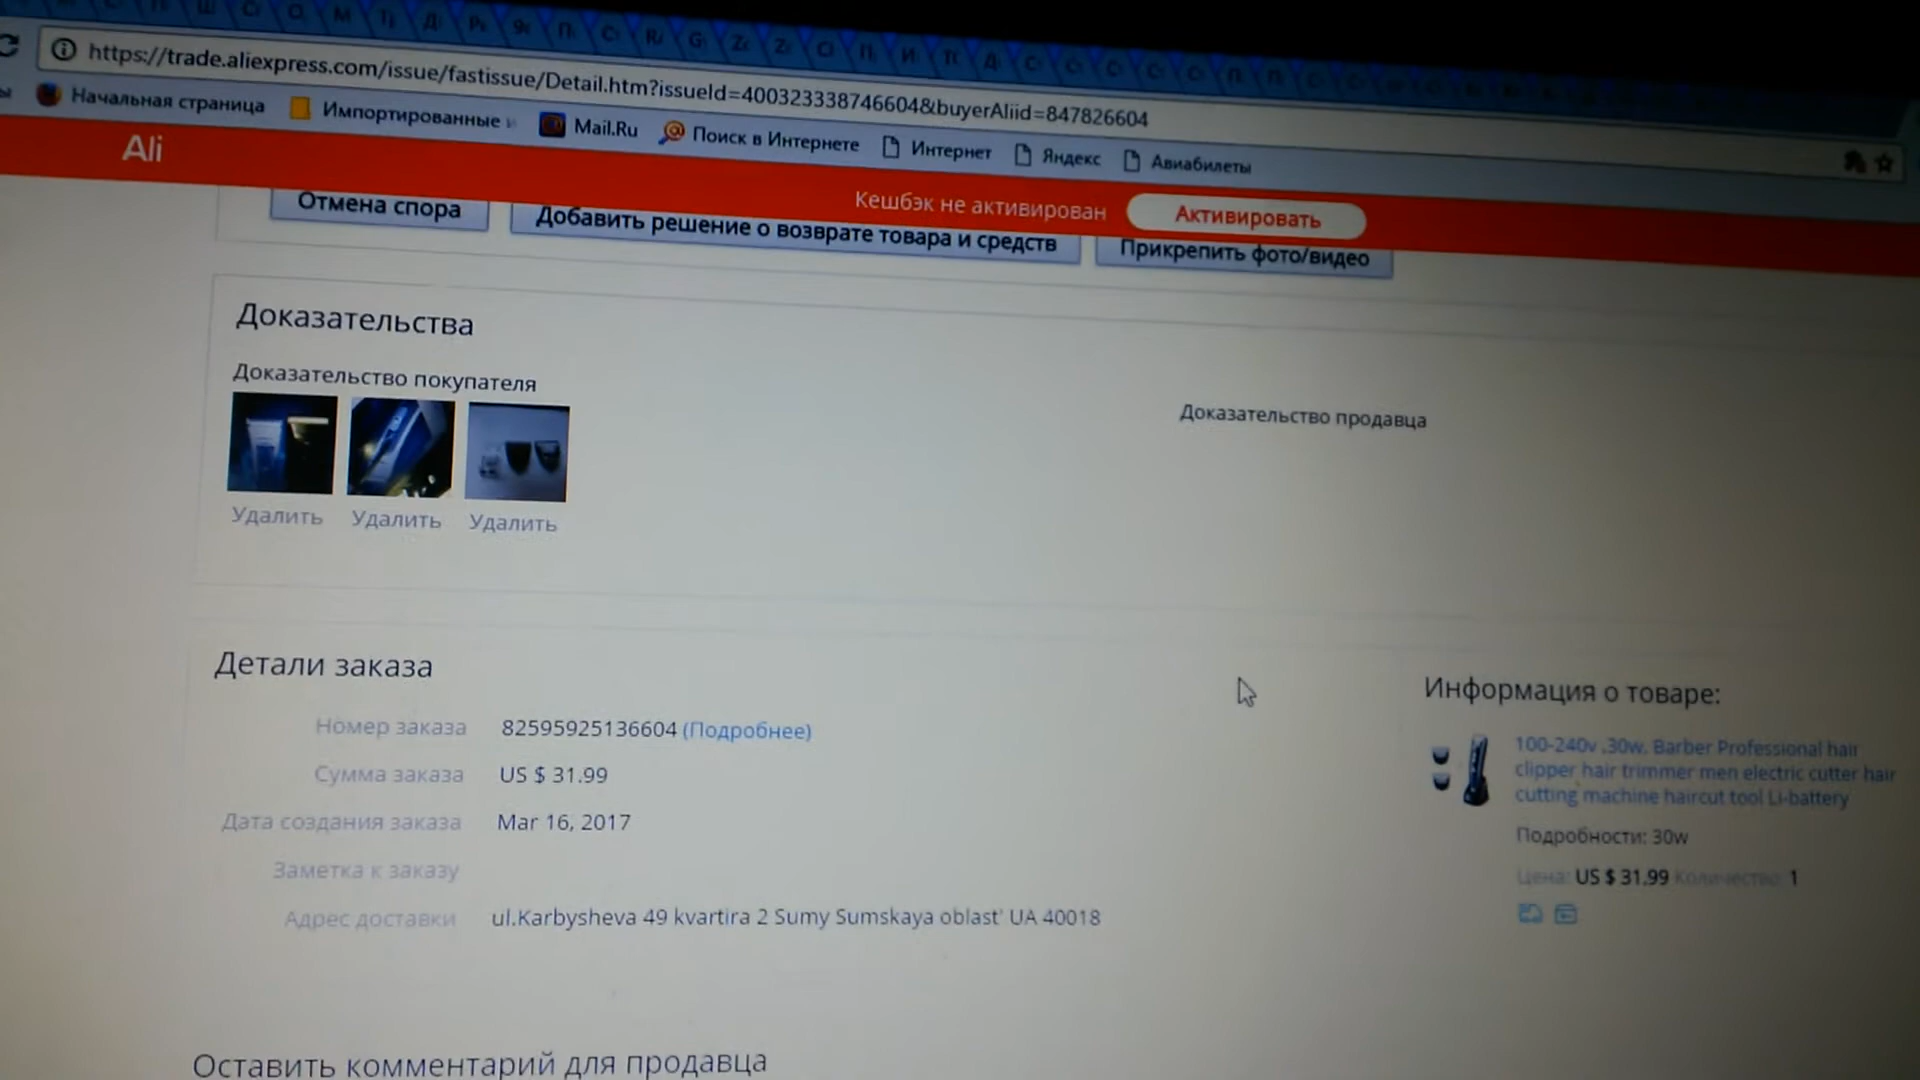 https://trade.aliexpress.com/issue/fastissue/Detail.htm?issueId=400323338746604&buyerAliid=847826604
Начальная страница Импортированные Mail.Ru Поиск в Интернете Интернет Яндекс Авиабилеты
Ali
Кешбэк не активирован Активировать
Отмена спора Добавить решение о возврате товара и средств Прикрепить фото/видео
Доказательства
Доказательство покупателя
Доказательство продавца
Удалить Удалить Удалить
Детали заказа
Номер заказа 82595925136604 (Подробнее)
Сумма заказа US $ 31.99
Дата создания заказа Mar 16, 2017
Заметка к заказу
Адрес доставки ul.Karbysheva 49 kvartira 2 Sumy Sumskaya oblast' UA 40018
Информация о товаре:
100-240v ,30w. Barber Professional hair
clipper hair trimmer men electric cutter hair
cutting machine haircut tool Li-battery
Подробности: 30w
Цена: US $ 31.99 Количество: 1
Оставить комментарий для продавца